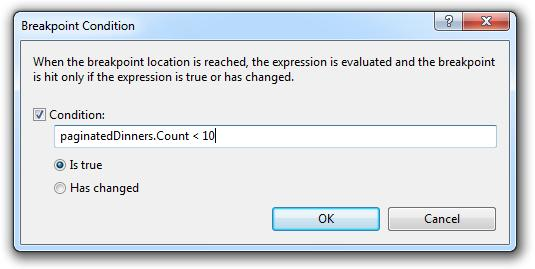 Breakpoint Condition
When the breakpoint location is reached, the expression is evaluated and the breakpoint
is hit only if the expression is true or has changed.
Condition:
paginatedDinners.Count < 10
Is true
Has changed
OK Cancel